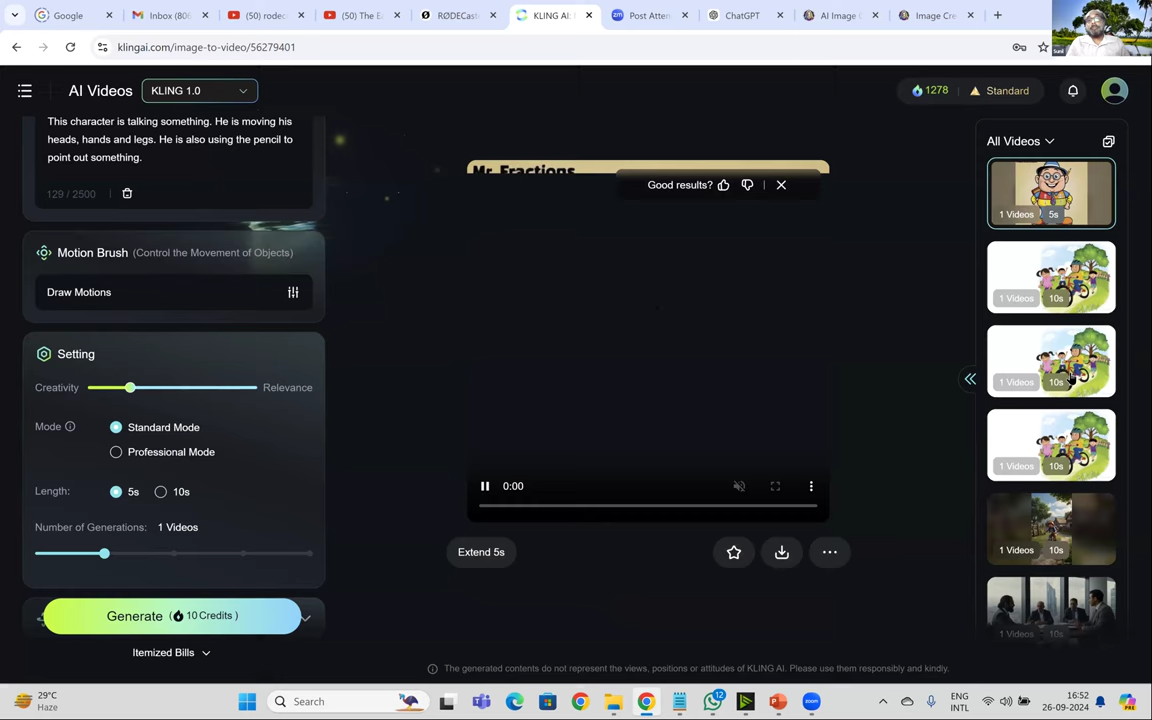 Google
Inbox (806
(50) rodec
(50) The E
RØDECast
KLING AI:
Post Atten
ChatGPT
AI Image
Image Cre
klingai.com/image-to-video/56279401
Sunil
AI Videos
KLING 1.0
1278
Standard
This character is talking something. He is moving his
heads, hands and legs. He is also using the pencil to
point out something.
129 / 2500
Mr. Fractions
Good results?
All Videos
1 Videos 5s
1 Videos 10s
1 Videos 10s
1 Videos 10s
1 Videos 10s
1 Videos 10s
Motion Brush (Control the Movement of Objects)
Draw Motions
Setting
Creativity
Relevance
Mode
Standard Mode
Professional Mode
Length:
5s
10s
Number of Generations: 1 Videos
0:00
Extend 5s
Generate ( 10 Credits )
Itemized Bills
The generated contents do not represent the views, positions or attitudes of KLING AI. Please use them responsibly and kindly.
29°C
Haze
Search
12
ENG
INTL
16:52
26-09-2024
PRE